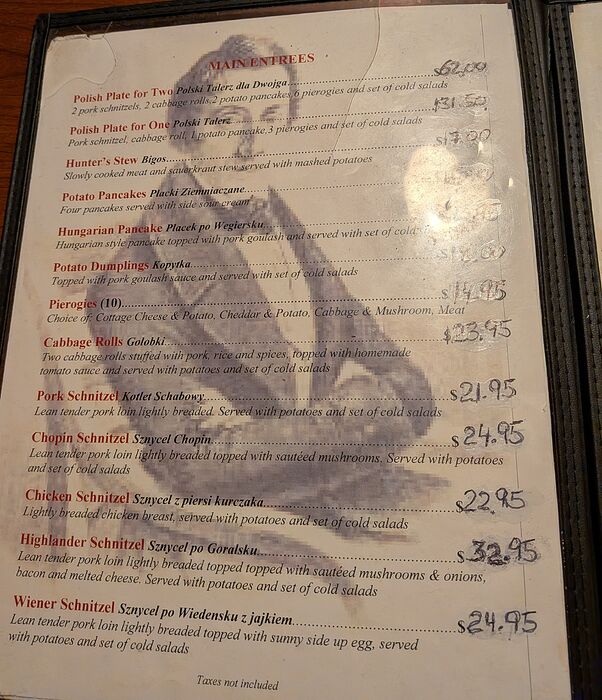 MAIN ENTREES
Polish Plate for Two Polski Talerz dla Dwojga........ $62.00
2 pork schnitzels, 2 cabbage rolls, 2 potato pancakes, 6 pierogies and set of cold salads
Polish Plate for One Polski Talerz........ $31.50
Pork schnitzel, cabbage roll, 1 potato pancake, 3 pierogies and set of cold salads
Hunter's Stew Bigos........ $17.00
Slowly cooked meat and sauerkraut stew served with mashed potatoes
Potato Pancakes Placki Ziemniaczane........
Four pancakes served with side sour cream
Hungarian Pancake Placek po Wegiersku........
Hungarian style pancake topped with pork goulash and served with set of cold
Potato Dumplings Kopytka........
Topped with pork goulash sauce and served with set of cold salads
Pierogies (10)........ $14.95
Choice of: Cottage Cheese & Potato, Cheddar & Potato, Cabbage & Mushroom, Meat
Cabbage Rolls Golobki........ $23.95
Two cabbage rolls stuffed with pork, rice and spices, topped with homemade
tomato sauce and served with potatoes and set of cold salads
Pork Schnitzel Kotlet Schabowy........ $21.95
Lean tender pork loin lightly breaded. Served with potatoes and set of cold salads
Chopin Schnitzel Sznycel Chopin........ $24.95
Lean tender pork loin lightly breaded topped with sautéed mushrooms. Served with potatoes
and set of cold salads
Chicken Schnitzel Sznycel z piersi kurczaka........ $22.95
Lightly breaded chicken breast, served with potatoes and set of cold salads
Highlander Schnitzel Sznycel po Goralsku........ $32.95
Lean tender pork loin lightly breaded topped topped with sautéed mushrooms & onions,
bacon and melted cheese. Served with potatoes and set of cold salads
Wiener Schnitzel Sznycel po Wiedensku z jajkiem........ $24.95
Lean tender pork loin lightly breaded topped with sunny side up egg, served
with potatoes and set of cold salads
Taxes not included